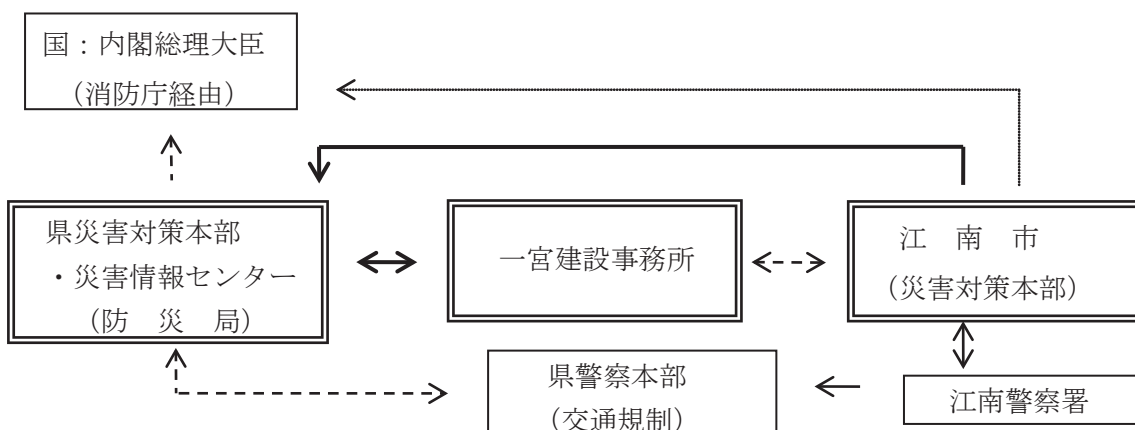 国：内閣総理大臣
（消防庁経由）
県災害対策本部
・災害情報センター
（防　災　局）
一宮建設事務所
江　南　市
（災害対策本部）
県警察本部
（交通規制）
江南警察署